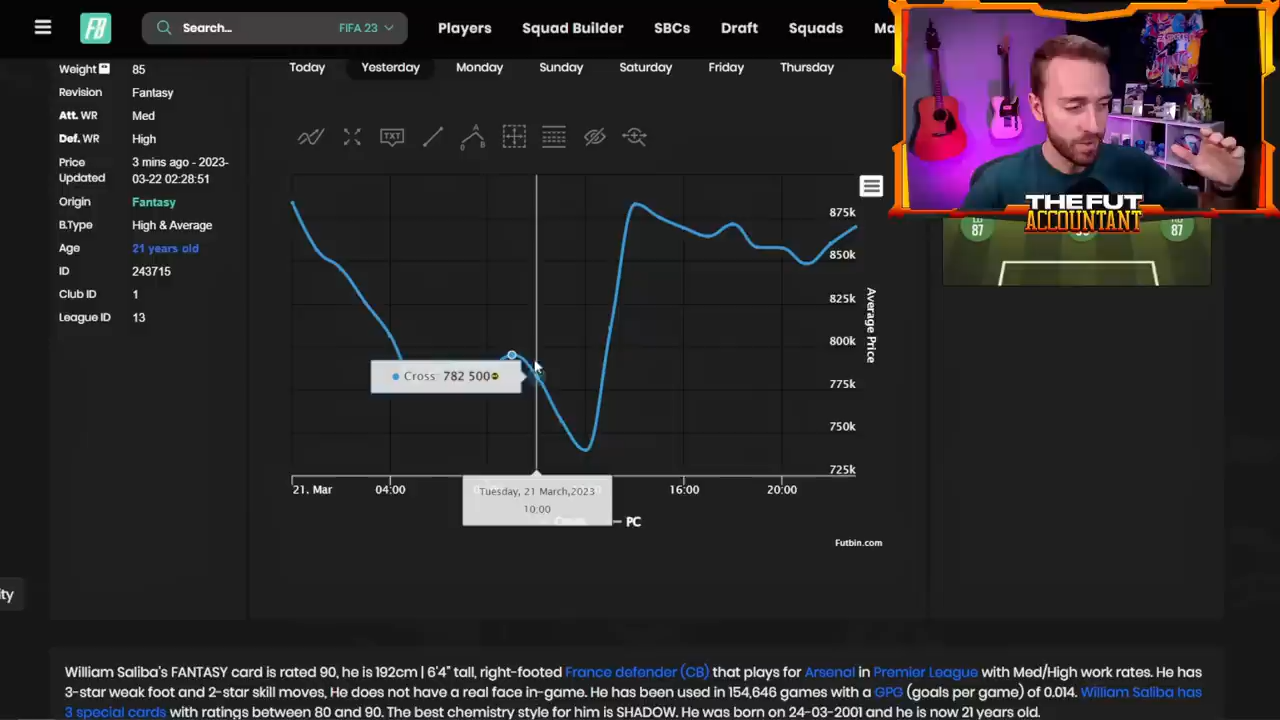 FB
Search...
FIFA 23
Players
Squad Builder
SBCs
Draft
Squads
Ma
Weight
85
Revision
Fantasy
Att. WR
Med
Def. WR
High
Price Updated
3 mins ago - 2023-03-22 02:28:51
Origin
Fantasy
B.Type
High & Average
Age
21 years old
ID
243715
Club ID
1
League ID
13
Today
Yesterday
Monday
Sunday
Saturday
Friday
Thursday
TXT
875k
850k
825k
800k
775k
750k
725k
Average Price
Cross 782 500
21. Mar
04:00
16:00
20:00
Tuesday, 21 March,2023
10:00
PC
Futbin.com
THE FUT
ACCOUNTANT
87
87
ity
William Saliba's FANTASY card is rated 90, he is 192cm | 6'4" tall, right-footed France defender (CB) that plays for Arsenal in Premier League with Med/High work rates. He has
3-star weak foot and 2-star skill moves, He does not have a real face in-game. He has been used in 154,646 games with a GPG (goals per game) of 0.014. William Saliba has
3 special cards with ratings between 80 and 90. The best chemistry style for him is SHADOW. He was born on 24-03-2001 and he is now 21 years old.